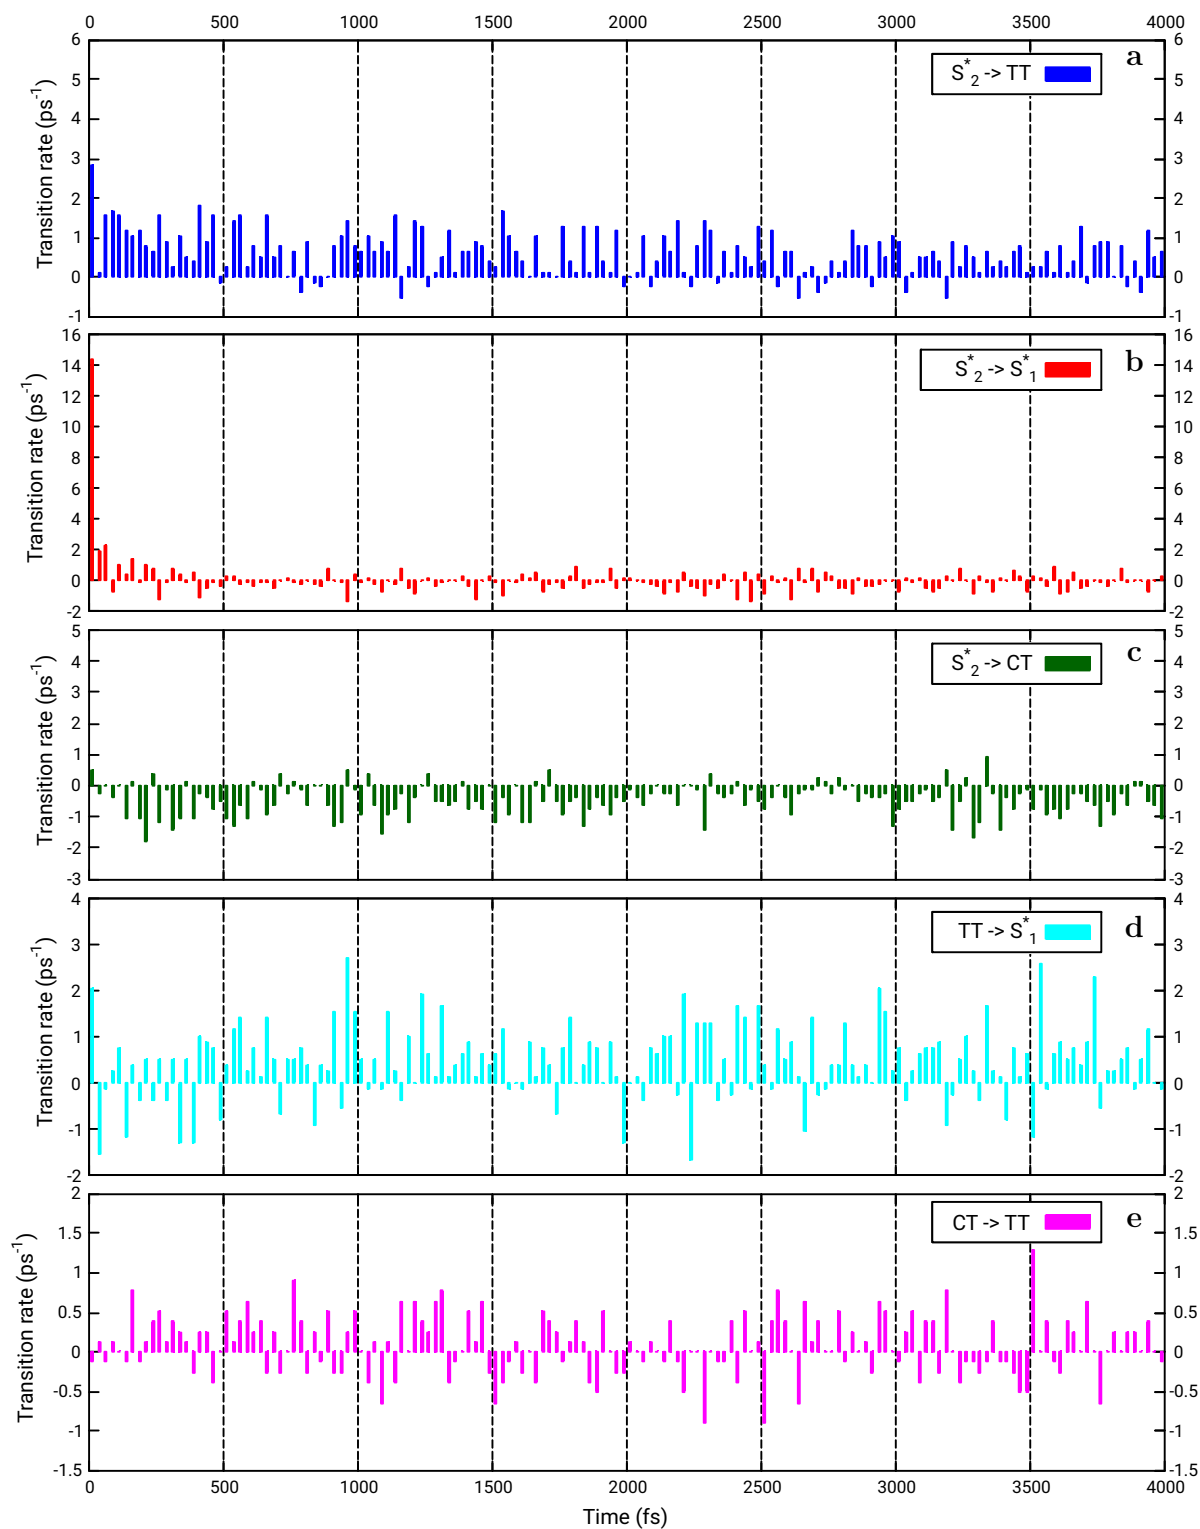 0 500 1000 1500 2000 2500 3000 3500 4000
6 6
5 5
4 4
3 3
2 2
1 1
0 0
-1 -1
Transition rate (ps-1)
S*2 -> TT
a
16 16
14 14
12 12
10 10
8 8
6 6
4 4
2 2
0 0
-2 -2
Transition rate (ps-1)
S*2 -> S*1
b
5 5
4 4
3 3
2 2
1 1
0 0
-1 -1
-2 -2
-3 -3
Transition rate (ps-1)
S*2 -> CT
c
4 4
3 3
2 2
1 1
0 0
-1 -1
-2 -2
Transition rate (ps-1)
TT -> S*1
d
2 2
1.5 1.5
1 1
0.5 0.5
0 0
-0.5 -0.5
-1 -1
-1.5 -1.5
Transition rate (ps-1)
CT -> TT
e
0 500 1000 1500 2000 2500 3000 3500 4000
Time (fs)